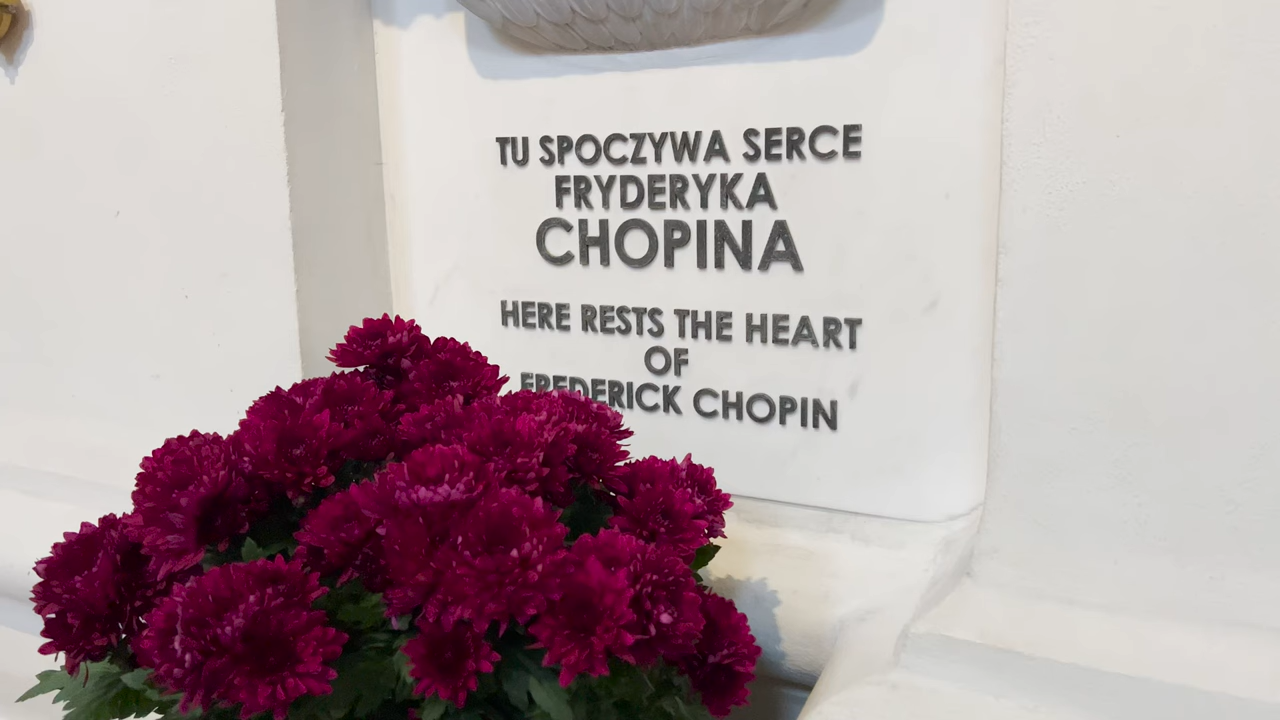 TU SPOCZYWA SERCE
FRYDERYKA
CHOPINA
HERE RESTS THE HEART
OF
FREDERICK CHOPIN